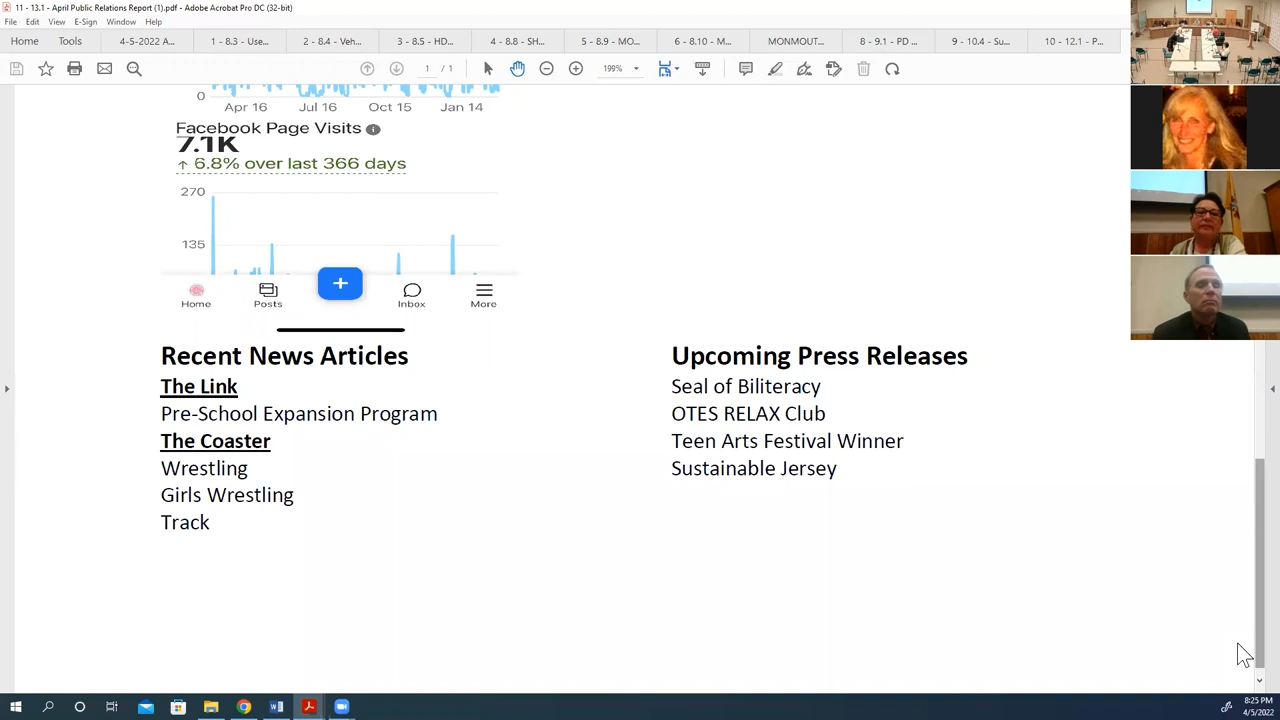 11 - 13.1 - April Public Relations Report (1).pdf - Adobe Acrobat Pro DC (32-bit)
File Edit View E-Sign Window Help
Home Tools 4-5-2022 A... 1 - 8.3 - Use... 2 - 8.4 - Veh... 3 - 8.5 - HD... 8.8 CH... 5 - 8.9 - MO... 6 - 8.10 - M... MONMOUT... 8 - 9.1 - PD ... 10.4 - Su... 10 - 12.1 - P...
1 / 1 199%
0
Apr 16 Jul 16 Oct 15 Jan 14
Facebook Page Visits
7.1K
↑ 6.8% over last 366 days
270
135
Home Posts Inbox More
Recent News Articles
The Link
Pre-School Expansion Program
The Coaster
Wrestling
Girls Wrestling
Track
Upcoming Press Releases
Seal of Biliteracy
OTES RELAX Club
Teen Arts Festival Winner
Sustainable Jersey
8:25 PM
4/5/2022